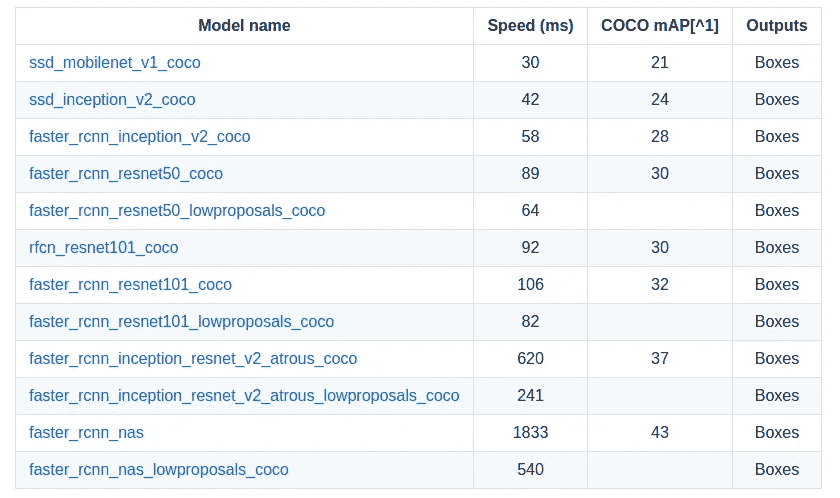 Model name Speed (ms) COCO mAP[^1] Outputs
ssd_mobilenet_v1_coco 30 21 Boxes
ssd_inception_v2_coco 42 24 Boxes
faster_rcnn_inception_v2_coco 58 28 Boxes
faster_rcnn_resnet50_coco 89 30 Boxes
faster_rcnn_resnet50_lowproposals_coco 64 Boxes
rfcn_resnet101_coco 92 30 Boxes
faster_rcnn_resnet101_coco 106 32 Boxes
faster_rcnn_resnet101_lowproposals_coco 82 Boxes
faster_rcnn_inception_resnet_v2_atrous_coco 620 37 Boxes
faster_rcnn_inception_resnet_v2_atrous_lowproposals_coco 241 Boxes
faster_rcnn_nas 1833 43 Boxes
faster_rcnn_nas_lowproposals_coco 540 Boxes